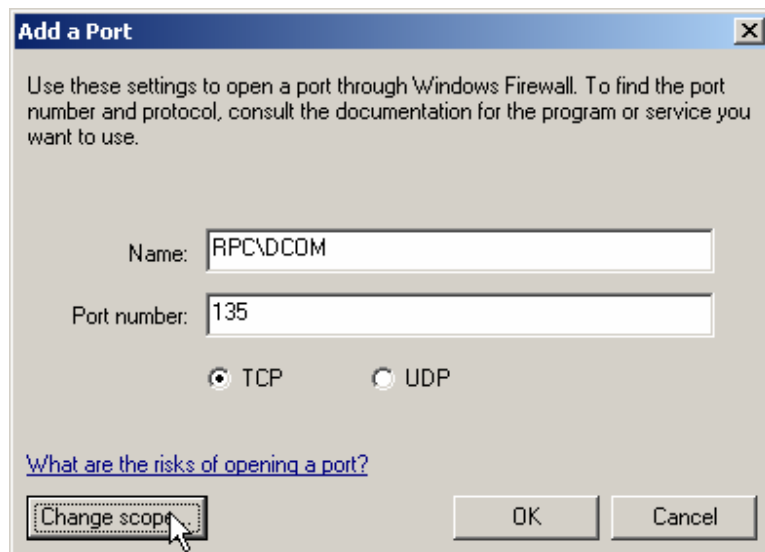 Add a Port
Use these settings to open a port through Windows Firewall. To find the port
number and protocol, consult the documentation for the program or service you
want to use.
Name: RPC\DCOM
Port number: 135
TCP UDP
What are the risks of opening a port?
Change scope... OK Cancel